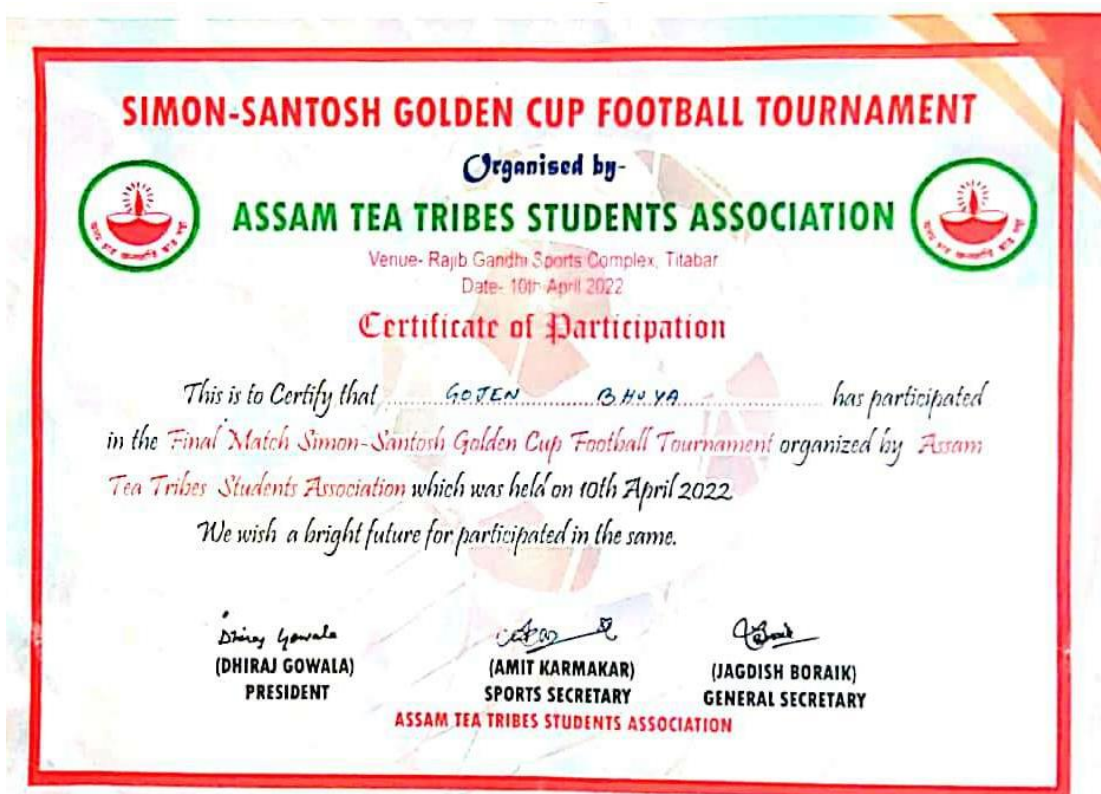 SIMON-SANTOSH GOLDEN CUP FOOTBALL TOURNAMENT
Organised by-
ASSAM TEA TRIBES STUDENTS ASSOCIATION
Venue- Rajib Gandhi Sports Complex, Titabar
Date- 10th April 2022
Certificate of Participation
This is to Certify that ........ GOJEN ........ BHUYA ........ has participated
in the Final Match Simon-Santosh Golden Cup Football Tournament organized by Assam
Tea Tribes Students Association which was held on 10th April 2022
We wish a bright future for participated in the same.
Dhiraj Gowala
(DHIRAJ GOWALA) (AMIT KARMAKAR) (JAGDISH BORAIK)
PRESIDENT SPORTS SECRETARY GENERAL SECRETARY
ASSAM TEA TRIBES STUDENTS ASSOCIATION